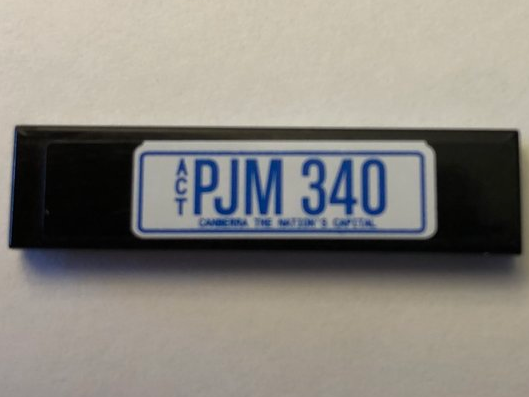 ACT
PJM 340
CANBERRA THE NATION'S CAPITAL